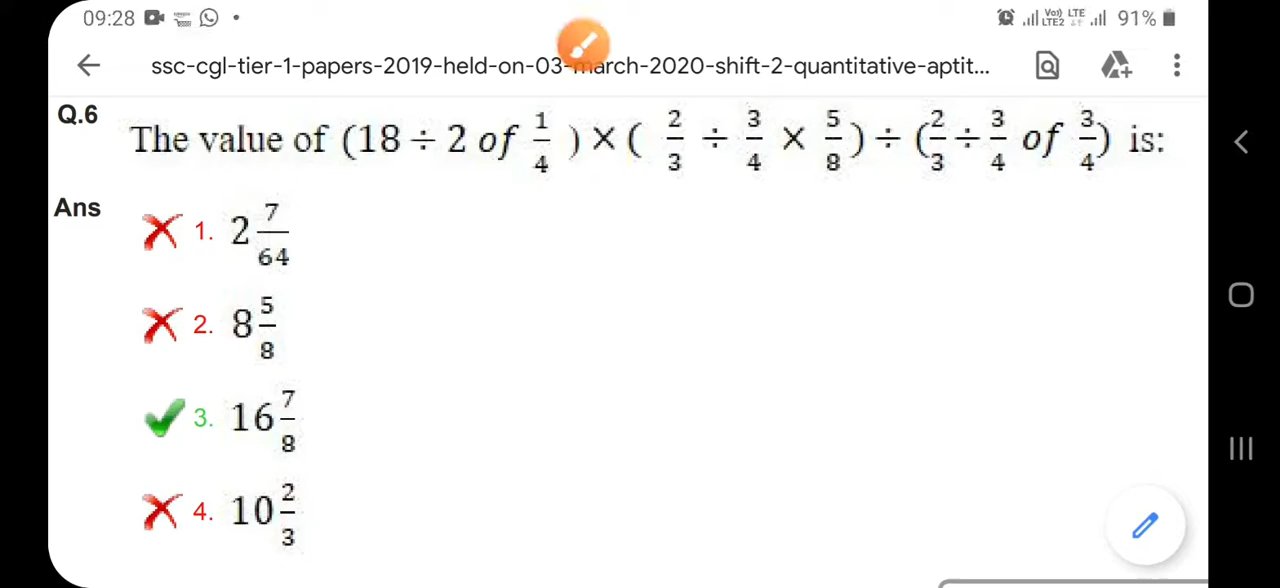 09:28 Vo) LTE LTE2 91%
ssc-cgl-tier-1-papers-2019-held-on-03-march-2020-shift-2-quantitative-aptit...
Q.6 The value of (18 ÷ 2 of 1/4) × (2/3 ÷ 3/4 × 5/8) ÷ (2/3 ÷ 3/4 of 3/4) is:
Ans
1. 2 7/64
2. 8 5/8
3. 16 7/8
4. 10 2/3